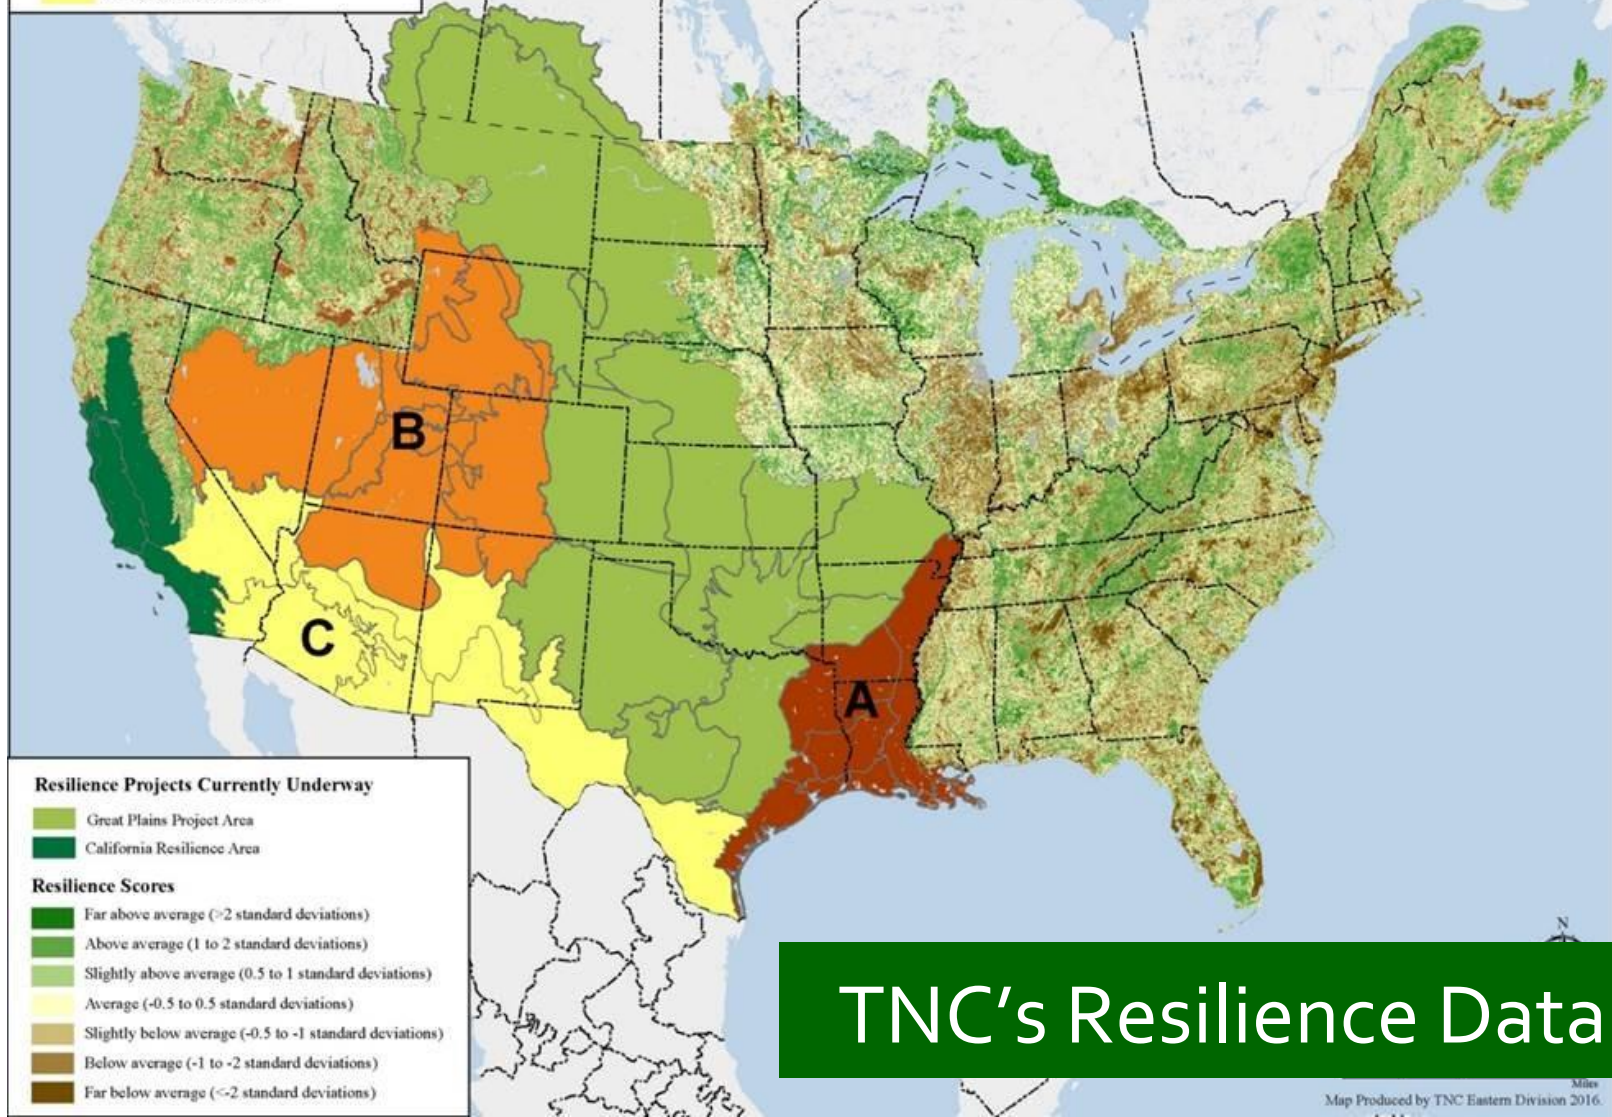 B
C
A
Resilience Projects Currently Underway
Great Plains Project Area
California Resilience Area
Resilience Scores
Far above average (>2 standard deviations)
Above average (1 to 2 standard deviations)
Slightly above average (0.5 to 1 standard deviations)
Average (-0.5 to 0.5 standard deviations)
Slightly below average (-0.5 to -1 standard deviations)
Below average (-1 to -2 standard deviations)
Far below average (<-2 standard deviations)
N
TNC's Resilience Data
Miles
Map Produced by TNC Eastern Division 2016.